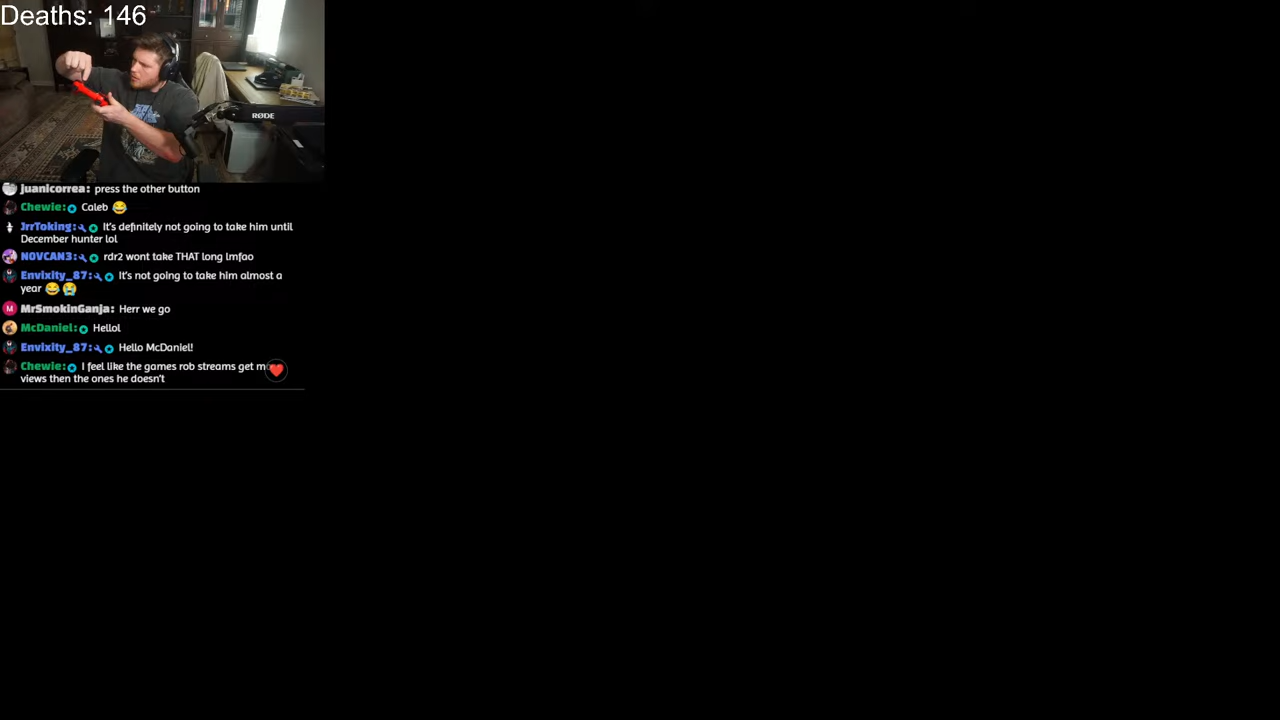 Deaths: 146
RØDE
juanicorrea: press the other button
Chewie: Caleb 😂
JrrToking: It's definitely not going to take him until
December hunter lol
NOVCAN3: rdr2 wont take THAT long lmfao
Envixity_87: It's not going to take him almost a
year 😂 😭
M MrSmokinGanja: Herr we go
McDaniel: Hellol
Envixity_87: Hello McDaniel!
Chewie: I feel like the games rob streams get
views then the ones he doesn't